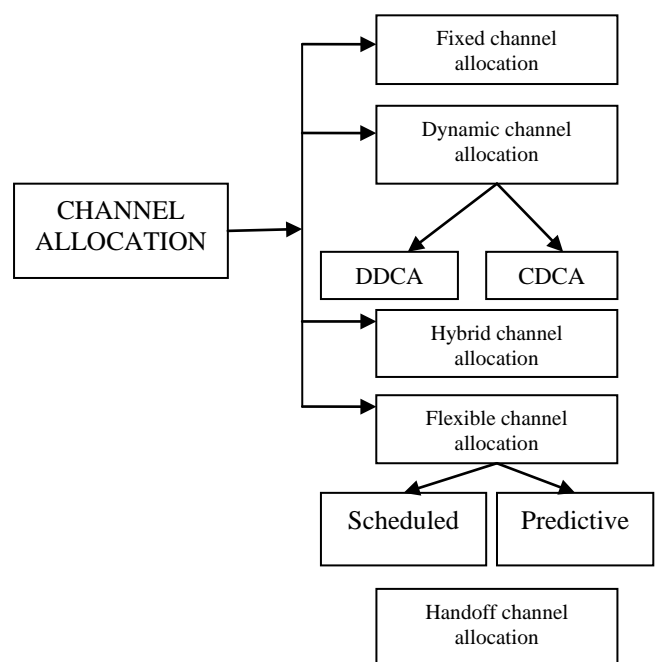 Fixed channel
allocation
Dynamic channel
allocation
CHANNEL
ALLOCATION
DDCA
CDCA
Hybrid channel
allocation
Flexible channel
allocation
Scheduled
Predictive
Handoff channel
allocation